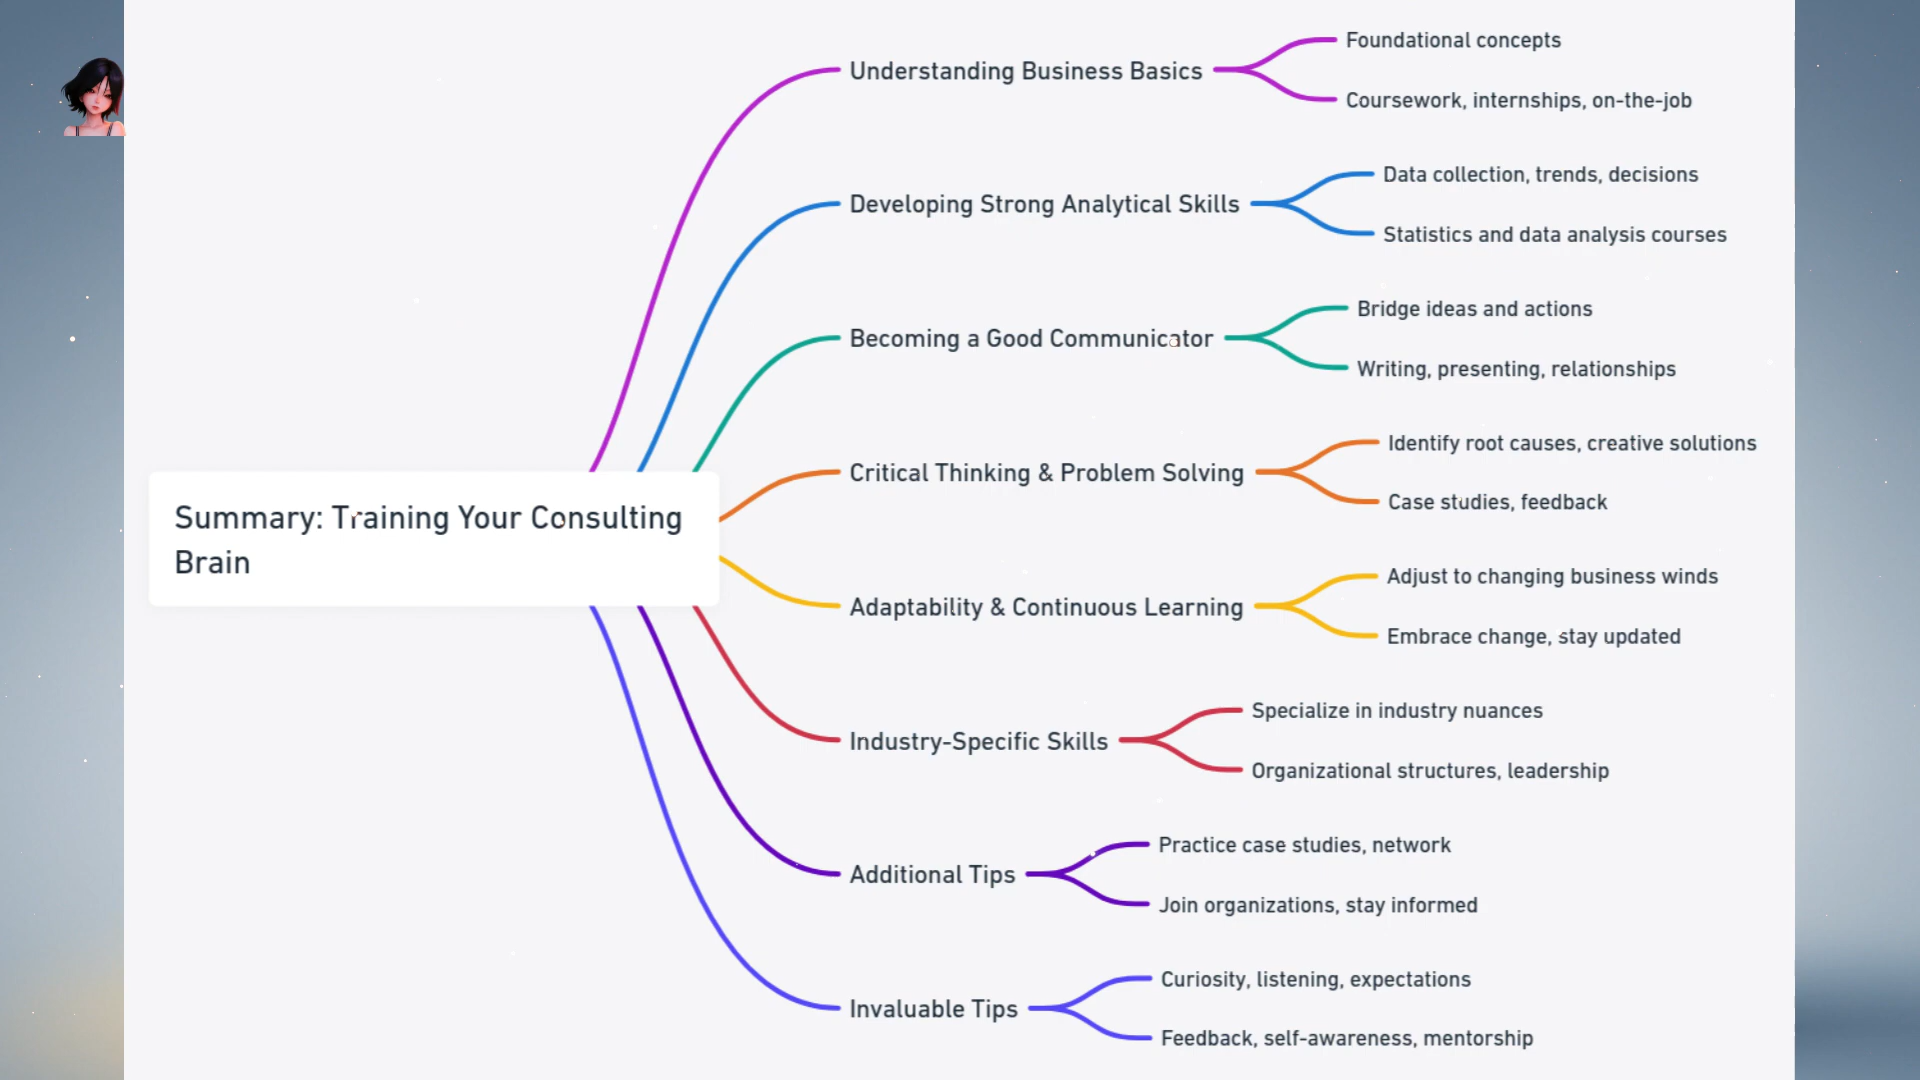 Summary: Training Your Consulting
Brain
Understanding Business Basics
Foundational concepts
Coursework, internships, on-the-job
Developing Strong Analytical Skills
Data collection, trends, decisions
Statistics and data analysis courses
Becoming a Good Communicator
Bridge ideas and actions
Writing, presenting, relationships
Critical Thinking & Problem Solving
Identify root causes, creative solutions
Case studies, feedback
Adaptability & Continuous Learning
Adjust to changing business winds
Embrace change, stay updated
Industry-Specific Skills
Specialize in industry nuances
Organizational structures, leadership
Additional Tips
Practice case studies, network
Join organizations, stay informed
Invaluable Tips
Curiosity, listening, expectations
Feedback, self-awareness, mentorship